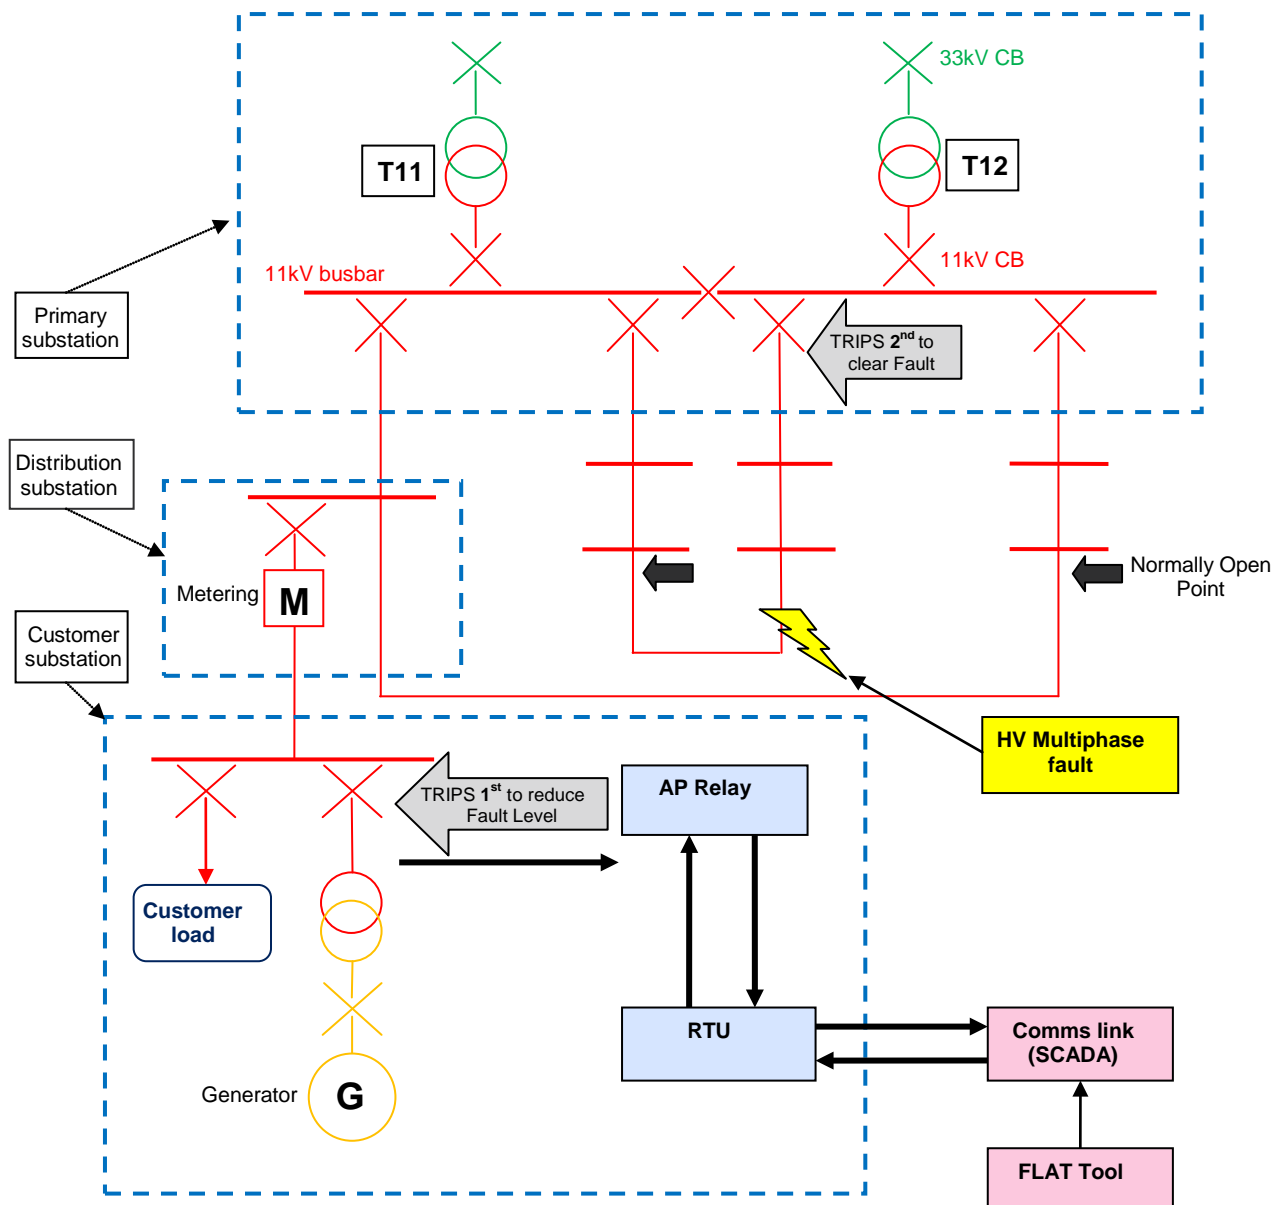 33kV CB
T11
T12
11kV busbar
11kV CB
Primary
substation
TRIPS 2nd to
clear Fault
Distribution
substation
Metering
M
Normally Open
Point
Customer
substation
HV Multiphase
fault
TRIPS 1st to reduce
Fault Level
AP Relay
Customer
load
RTU
Comms link
(SCADA)
Generator
G
FLAT Tool